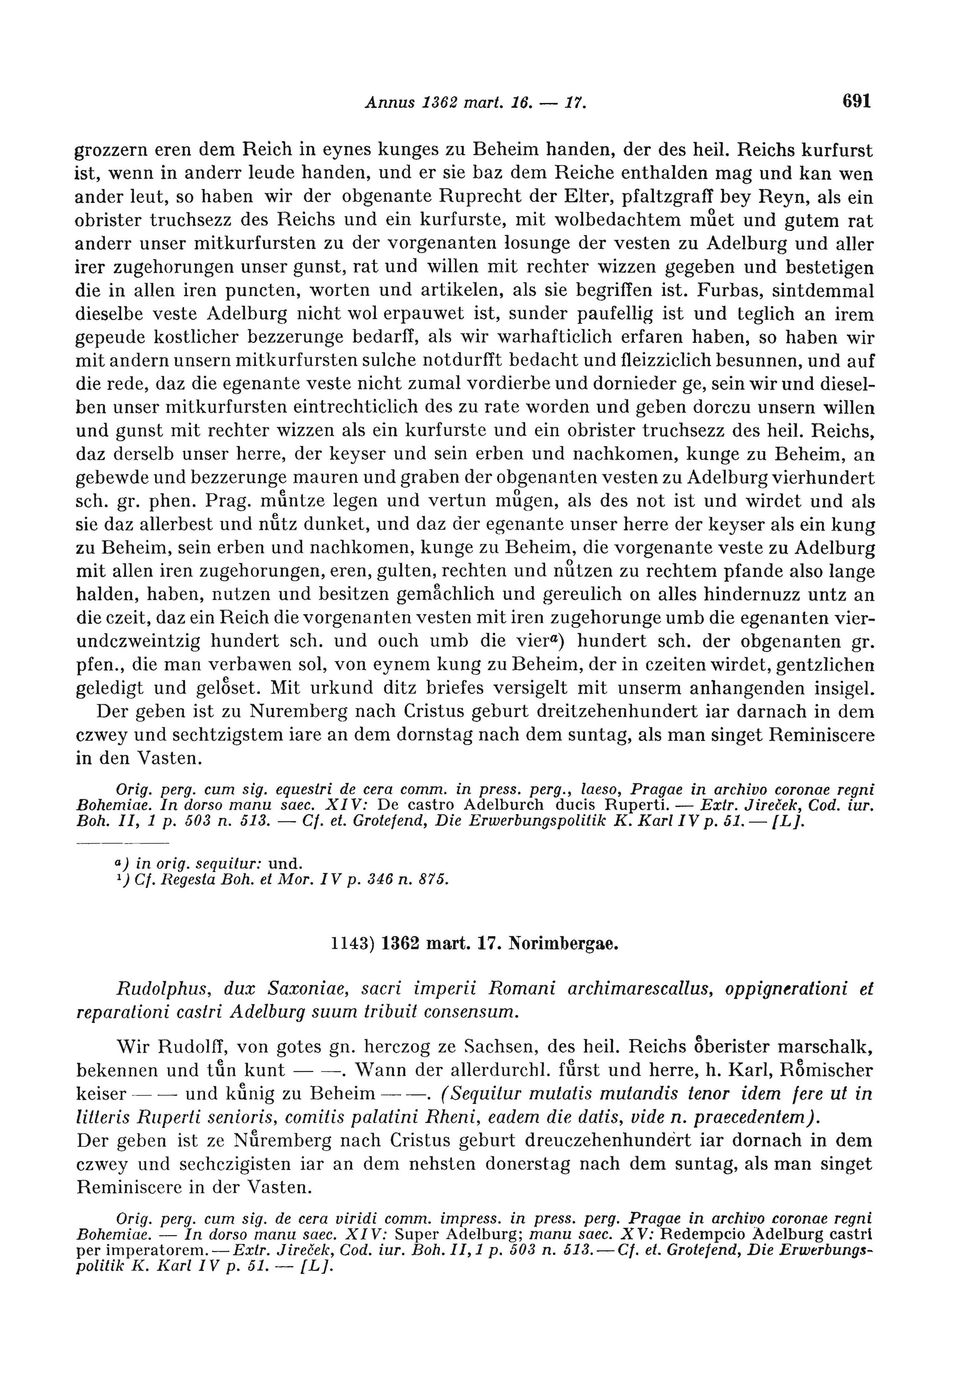 Annus 1362 mart. 16. — 17. 691
grozzern eren dem Reich in eynes kunges zu Beheim handen, der des heil. Reichs kurfurst
ist, wenn in anderr leude handen, und er sie baz dem Reiche enthalden mag und kan wen
ander leut, so haben wir der obgenante Ruprecht der Elter, pfaltzgraff bey Reyn, als ein
obrister truchsezz des Reichs und ein kurfurste, mit wolbedachtem můet und gutem rat
anderr unser mitkurfursten zu der vorgenanten losunge der vesten zu Adelburg und aller
irer zugehorungen unser gunst, rat und willen mit rechter wizzen gegeben und bestetigen
die in allen iren puncten, worten und artikelen, als sie begriffen ist. Furbas, sintdemmal
dieselbe veste Adelburg nicht wol erpauwet ist, sunder paufellig ist und teglich an irem
gepeude kostlicher bezzerunge bedarff, als wir warhafticlich erfaren haben, so haben wir
mit andern unsern mitkurfursten sulche notdurfft bedacht und fleizziclich besunnen, und auf
die rede, daz die egenante veste nicht zumal vordierbe und dornieder ge, sein wir und diesel-
ben unser mitkurfursten eintrechticlich des zu rate worden und geben dorczu unsern willen
und gunst mit rechter wizzen als ein kurfurste und ein obrister truchsezz des heil. Reichs,
daz derselb unser herre, der keyser und sein erben und nachkomen, kunge zu Beheim, an
gebewde und bezzerunge mauren und graben der obgenanten vesten zu Adelburg vierhundert
sch. gr. phen. Prag. muͤntze legen und vertun muͤgen, als des not ist und wirdet und als
sie daz allerbest und nuͤtz dunket, und daz der egenante unser herre der keyser als ein kung
zu Beheim, sein erben und nachkomen, kunge zu Beheim, die vorgenante veste zu Adelburg
mit allen iren zugehorungen, eren, gulten, rechten und nuͤtzen zu rechtem pfande also lange
halden, haben, nutzen und besitzen gemaͤchlich und gereulich on alles hindernuzz untz an
die czeit, daz ein Reich die vorgenanten vesten mit iren zugehorunge umb die egenanten vier-
undczweintzig hundert sch. und ouch umb die vierᵃ) hundert sch. der obgenanten gr.
pfen., die man verbawen sol, von eynem kung zu Beheim, der in czeiten wirdet, gentzlichen
geledigt und geloͤset. Mit urkund ditz briefes versigelt mit unserm anhangenden insigel.
Der geben ist zu Nuremberg nach Cristus geburt dreitzehenhundert iar darnach in dem
czwey und sechtzigstem iare an dem dornstag nach dem suntag, als man singet Reminiscere
in den Vasten.
Orig. perg. cum sig. equestri de cera comm. in press. perg., laeso, Pragae in archivo coronae regni
Bohemiae. In dorso manu saec. XIV: De castro Adelburch ducis Ruperti. — Extr. Jireček, Cod. iur.
Boh. II, 1 p. 503 n. 513. — Cf. et. Grotefend, Die Erwerbungspolitik K. Karl IV p. 51. — [L].
ᵃ) in orig. sequitur: und.
¹) Cf. Regesta Boh. et Mor. IV p. 346 n. 875.
1143) 1362 mart. 17. Norimbergae.
Rudolphus, dux Saxoniae, sacri imperii Romani archimarescallus, oppignerationi et
reparationi castri Adelburg suum tribuit consensum.
Wir Rudolff, von gotes gn. herczog ze Sachsen, des heil. Reichs oͤberister marschalk,
bekennen und tuͤn kunt — —. Wann der allerdurchl. fuͤrst und herre, h. Karl, Roͤmischer
keiser — — und kuͤnig zu Beheim — —. (Sequitur mutatis mutandis tenor idem fere ut in
litteris Ruperti senioris, comitis palatini Rheni, eadem die datis, vide n. praecedentem).
Der geben ist ze Nuͤremberg nach Cristus geburt dreuczehenhundert iar dornach in dem
czwey und sechczigisten iar an dem nehsten donerstag nach dem suntag, als man singet
Reminiscere in der Vasten.
Orig. perg. cum sig. de cera viridi comm. impress. in press. perg. Pragae in archivo coronae regni
Bohemiae. — In dorso manu saec. XIV: Super Adelburg; manu saec. XV: Redempcio Adelburg castri
per imperatorem. — Extr. Jireček, Cod. iur. Boh. II, 1 p. 503 n. 513. — Cf. et. Grotefend, Die Erwerbungs-
politik K. Karl IV p. 51. — [L].